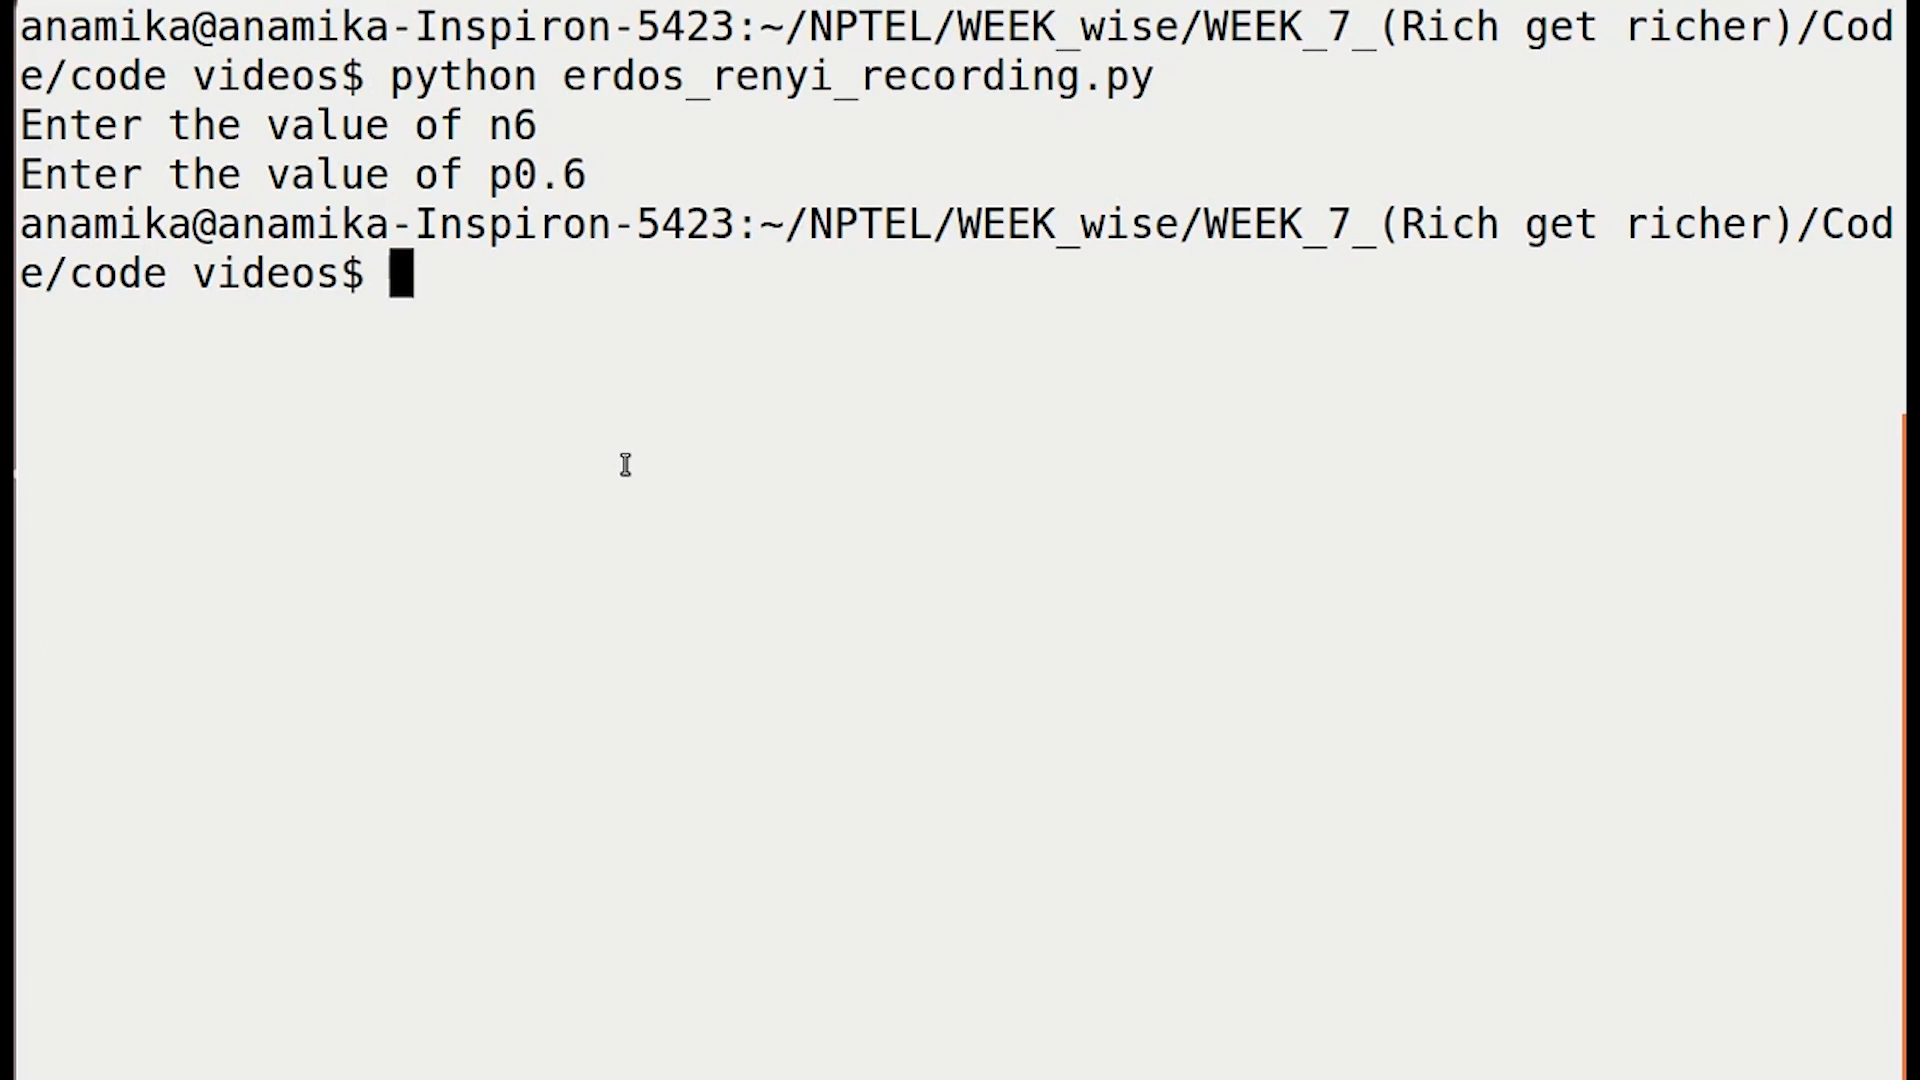 anamika@anamika-Inspiron-5423:~/NPTEL/WEEK_wise/WEEK_7_(Rich get richer)/Cod
e/code videos$ python erdos_renyi_recording.py
Enter the value of n6
Enter the value of p0.6
anamika@anamika-Inspiron-5423:~/NPTEL/WEEK_wise/WEEK_7_(Rich get richer)/Cod
e/code videos$